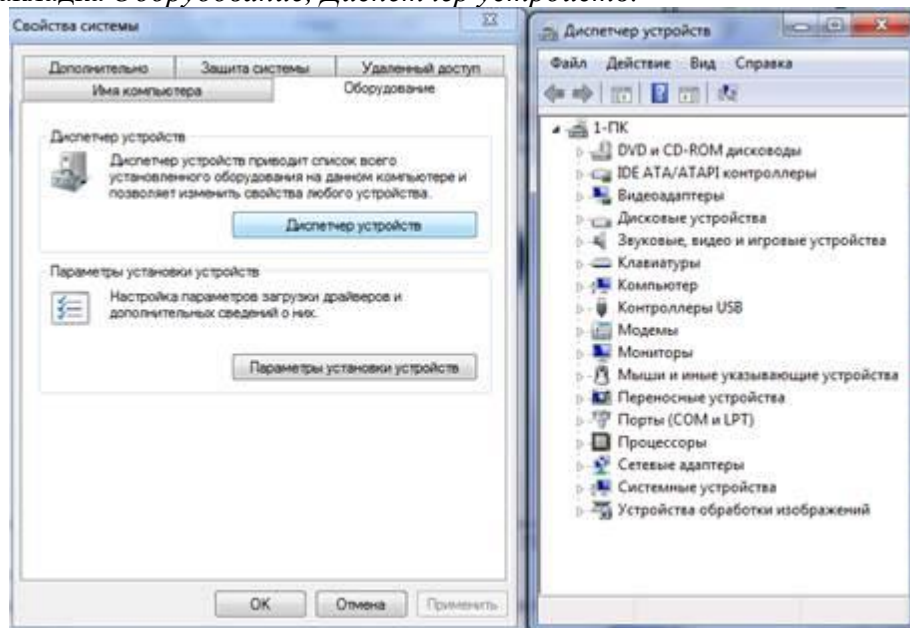 Оборудование, Диспетчер устройств.
Свойства системы
Дополнительно
Защита системы
Удаленный доступ
Имя компьютера
Оборудование
Диспетчер устройств
Диспетчер устройств приводит список всего
установленного оборудования на данном компьютере и
позволяет изменить свойства любого устройства.
Диспетчер устройств
Параметры установки устройств
Настройка параметров загрузки драйверов и
дополнительных сведений о них.
Параметры установки устройств
ОК
Отмена
Применить
Диспетчер устройств
Файл Действие Вид Справка
1-ПК
DVD и CD-ROM дисководы
IDE ATA/ATAPI контроллеры
Видеоадаптеры
Дисковые устройства
Звуковые, видео и игровые устройства
Клавиатуры
Компьютер
Контроллеры USB
Модемы
Мониторы
Мыши и иные указывающие устройства
Переносные устройства
Порты (COM и LPT)
Процессоры
Сетевые адаптеры
Системные устройства
Устройства обработки изображений